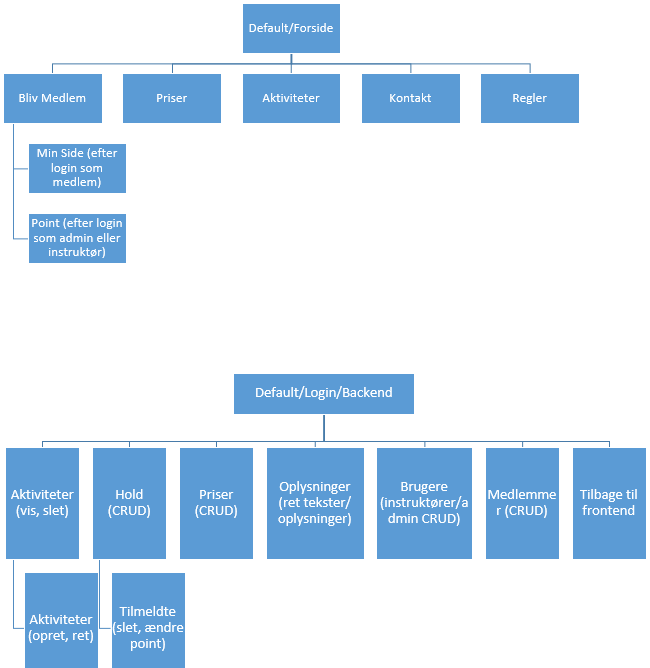 Default/Forside
Bliv Medlem
Priser
Aktiviteter
Kontakt
Regler
Min Side (efter
login som
medlem)
Point (efter login
som admin eller
instruktør)
Default/Login/Backend
Aktiviteter
(vis, slet)
Hold
(CRUD)
Priser
(CRUD)
Oplysninger
(ret tekster/
oplysninger)
Brugere
(instruktører/a
dmin CRUD)
Medlemme
r (CRUD)
Tilbage til
frontend
Aktiviteter
(opret, ret)
Tilmeldte
(slet, ændre
point)